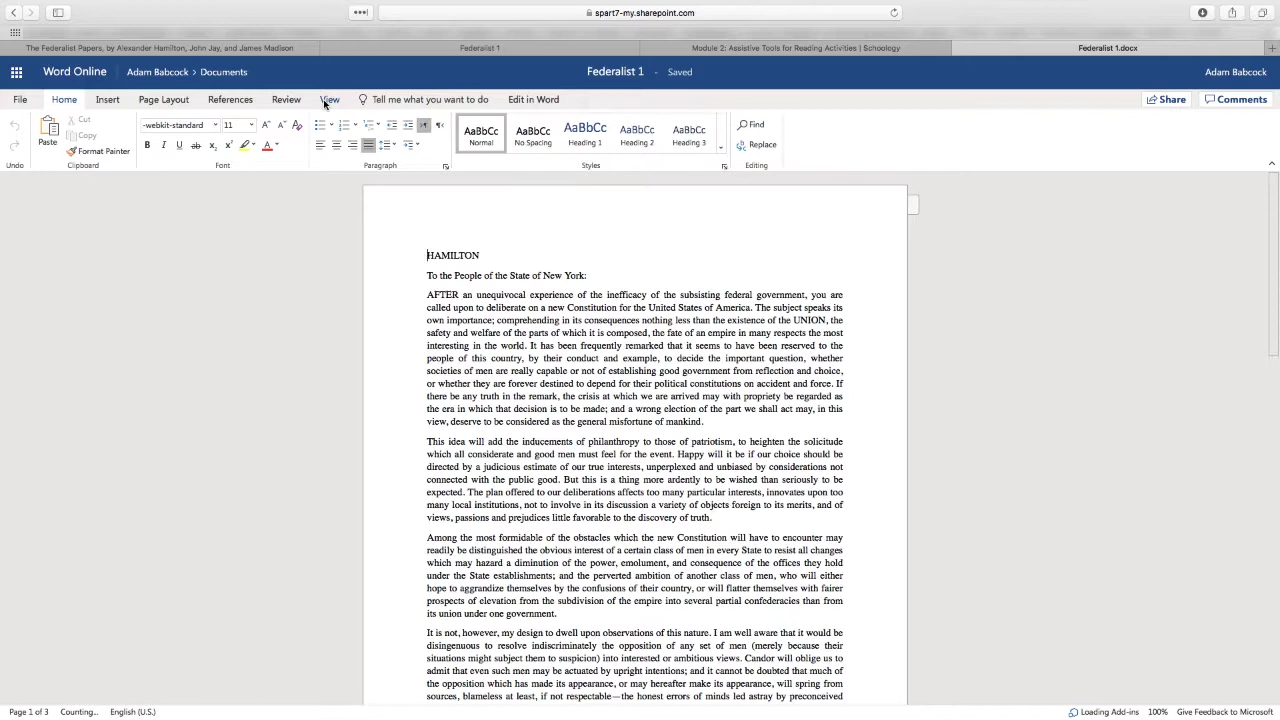 spart7-my.sharepoint.com
The Federalist Papers, by Alexander Hamilton, John Jay, and James Madison
Federalist 1
Module 2: Assistive Tools for Reading Activities | Schoology
Federalist 1.docx
Word Online
Adam Babcock > Documents
Federalist 1 - Saved
Adam Babcock
File
Home
Insert
Page Layout
References
Review
View
Tell me what you want to do
Edit in Word
Share
Comments
Undo
Paste
Cut
Copy
Format Painter
Clipboard
-webkit-standard
11
Font
Paragraph
AaBbCc
Normal
AaBbCc
No Spacing
AaBbCc
Heading 1
AaBbCc
Heading 2
AaBbCc
Heading 3
Styles
Find
Replace
Editing
HAMILTON
To the People of the State of New York:
AFTER an unequivocal experience of the inefficacy of the subsisting federal government, you are
called upon to deliberate on a new Constitution for the United States of America. The subject speaks its
own importance; comprehending in its consequences nothing less than the existence of the UNION, the
safety and welfare of the parts of which it is composed, the fate of an empire in many respects the most
interesting in the world. It has been frequently remarked that it seems to have been reserved to the
people of this country, by their conduct and example, to decide the important question, whether
societies of men are really capable or not of establishing good government from reflection and choice,
or whether they are forever destined to depend for their political constitutions on accident and force. If
there be any truth in the remark, the crisis at which we are arrived may with propriety be regarded as
the era in which that decision is to be made; and a wrong election of the part we shall act may, in this
view, deserve to be considered as the general misfortune of mankind.
This idea will add the inducements of philanthropy to those of patriotism, to heighten the solicitude
which all considerate and good men must feel for the event. Happy will it be if our choice should be
directed by a judicious estimate of our true interests, unperplexed and unbiased by considerations not
connected with the public good. But this is a thing more ardently to be wished than seriously to be
expected. The plan offered to our deliberations affects too many particular interests, innovates upon too
many local institutions, not to involve in its discussion a variety of objects foreign to its merits, and of
views, passions and prejudices little favorable to the discovery of truth.
Among the most formidable of the obstacles which the new Constitution will have to encounter may
readily be distinguished the obvious interest of a certain class of men in every State to resist all changes
which may hazard a diminution of the power, emolument, and consequence of the offices they hold
under the State establishments; and the perverted ambition of another class of men, who will either
hope to aggrandize themselves by the confusions of their country, or will flatter themselves with fairer
prospects of elevation from the subdivision of the empire into several partial confederacies than from
its union under one government.
It is not, however, my design to dwell upon observations of this nature. I am well aware that it would be
disingenuous to resolve indiscriminately the opposition of any set of men (merely because their
situations might subject them to suspicion) into interested or ambitious views. Candor will oblige us to
admit that even such men may be actuated by upright intentions; and it cannot be doubted that much of
the opposition which has made its appearance, or may hereafter make its appearance, will spring from
sources, blameless at least, if not respectable—the honest errors of minds led astray by preconceived
Page 1 of 3
Counting...
English (U.S.)
Loading Add-ins
100%
Give Feedback to Microsoft